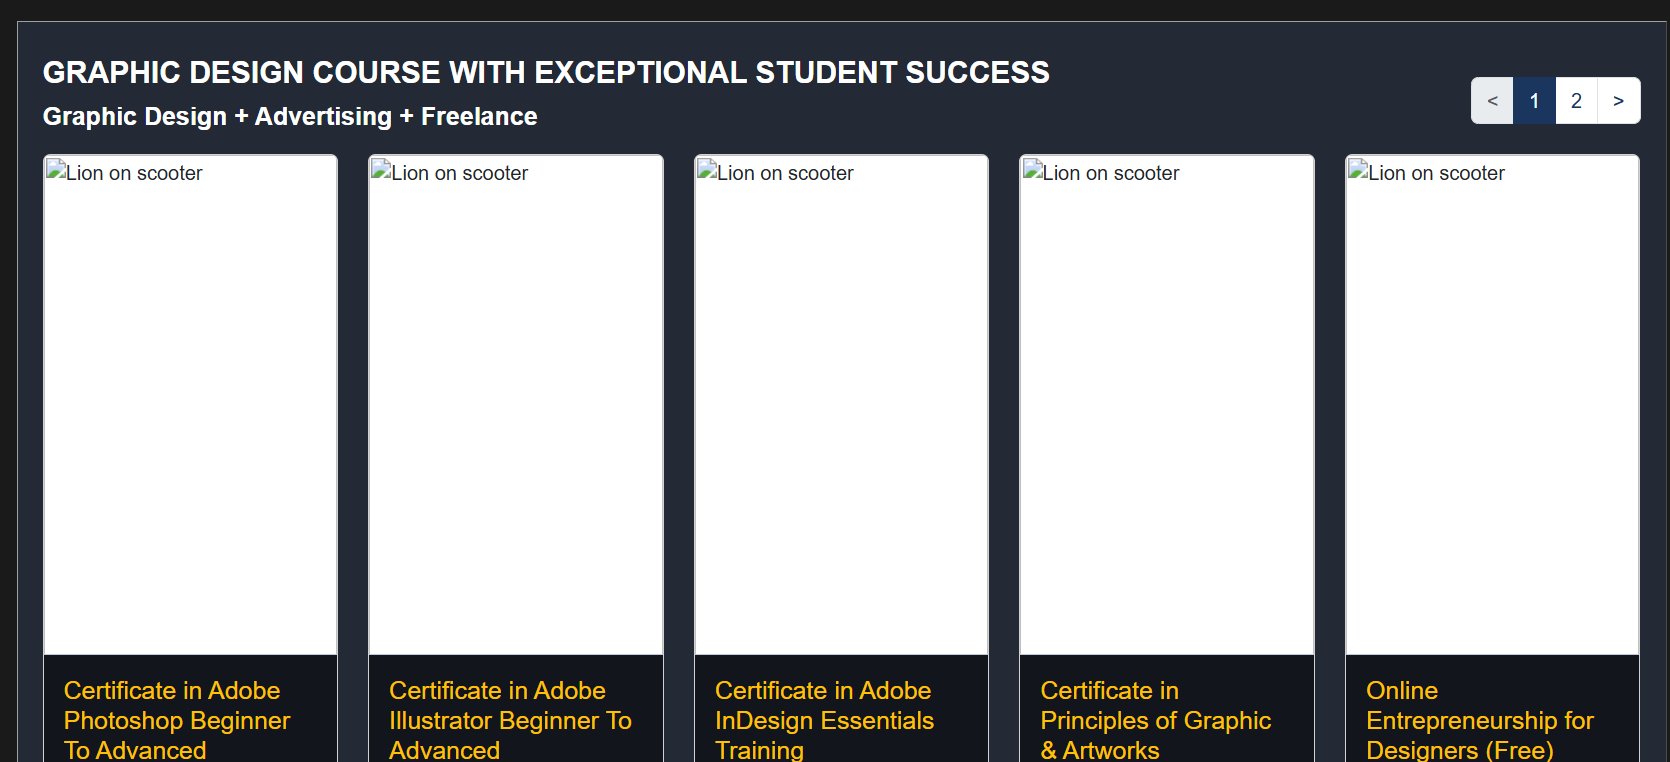 GRAPHIC DESIGN COURSE WITH EXCEPTIONAL STUDENT SUCCESS
Graphic Design + Advertising + Freelance
< 1 2 >
Lion on scooter
Lion on scooter
Lion on scooter
Lion on scooter
Lion on scooter
Certificate in Adobe
Photoshop Beginner
To Advanced
Certificate in Adobe
Illustrator Beginner To
Advanced
Certificate in Adobe
InDesign Essentials
Training
Certificate in
Principles of Graphic
& Artworks
Online
Entrepreneurship for
Designers (Free)